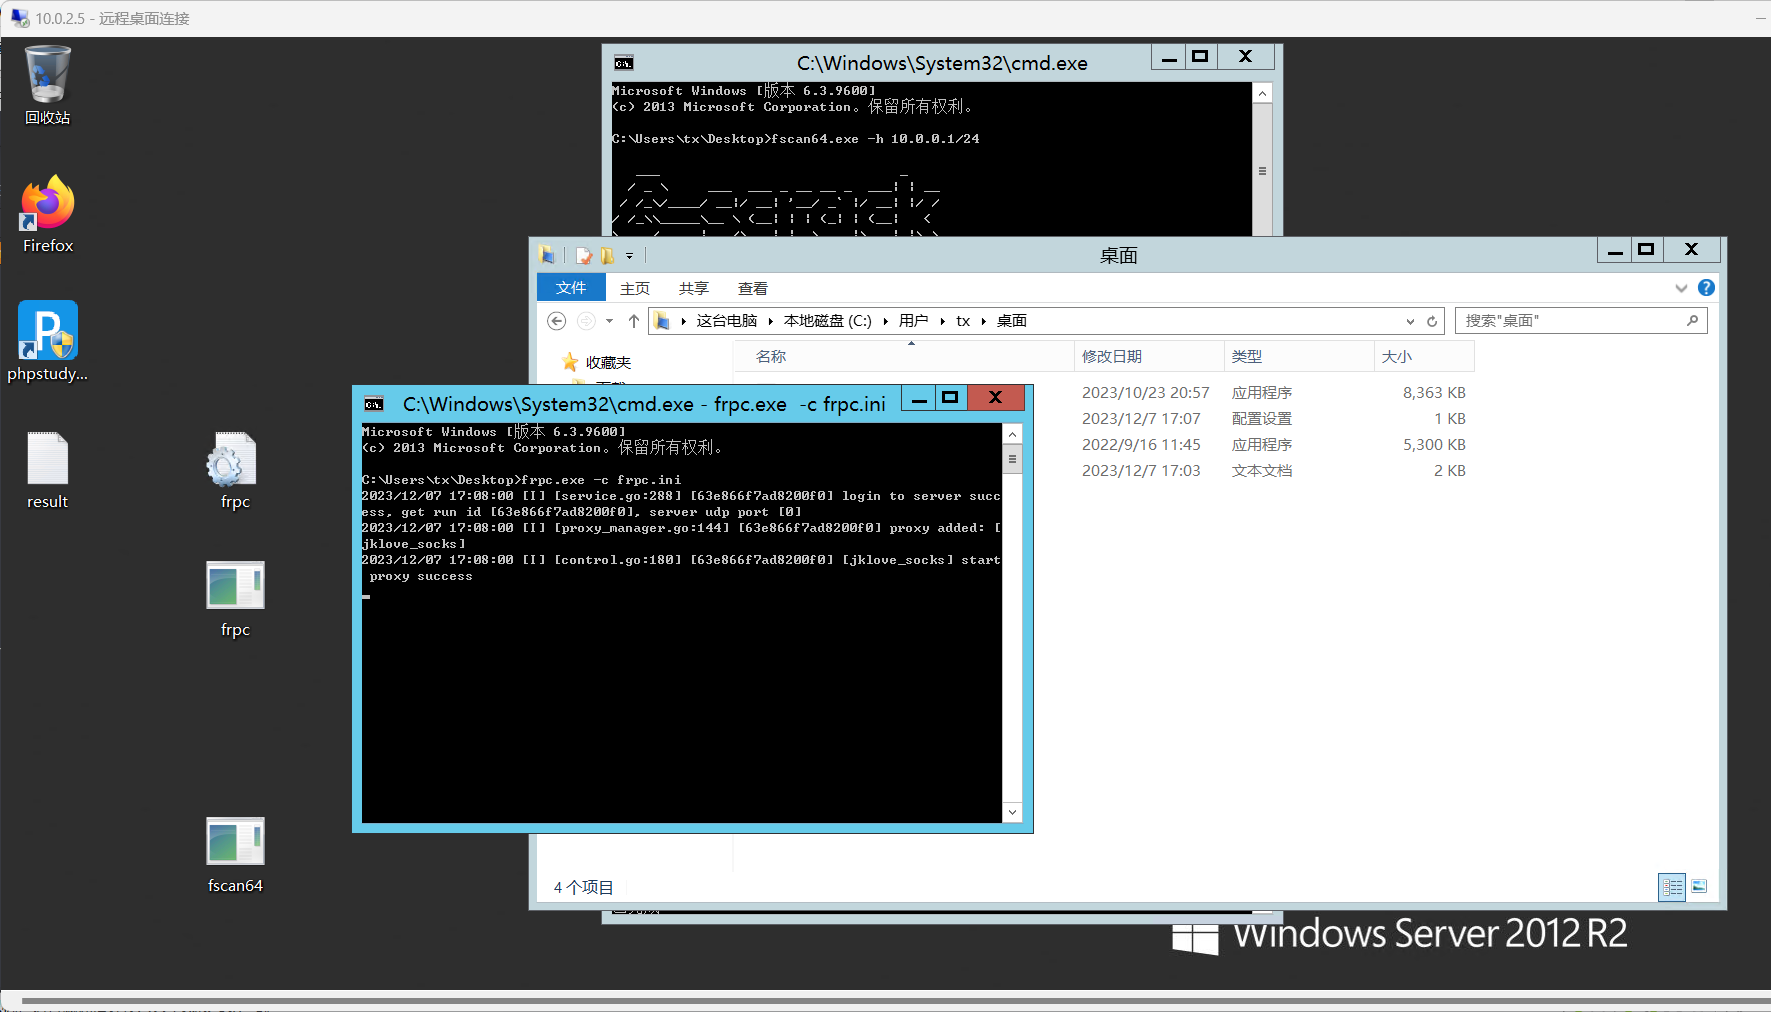 10.0.2.5 - 远程桌面连接
回收站
Firefox
phpstudy...
result
frpc
frpc
fscan64
C:\Windows\System32\cmd.exe
Microsoft Windows [版本 6.3.9600]
(c) 2013 Microsoft Corporation。保留所有权利。
C:\Users\tx\Desktop>fscan64.exe -h 10.0.0.1/24
桌面
文件
主页
共享
查看
这台电脑
本地磁盘 (C:)
用户
tx
桌面
搜索"桌面"
收藏夹
名称
修改日期
类型
大小
2023/10/23 20:57 应用程序 8,363 KB
2023/12/7 17:07 配置设置 1 KB
2022/9/16 11:45 应用程序 5,300 KB
2023/12/7 17:03 文本文档 2 KB
4 个项目
C:\Windows\System32\cmd.exe - frpc.exe -c frpc.ini
Microsoft Windows [版本 6.3.9600]
(c) 2013 Microsoft Corporation。保留所有权利。
C:\Users\tx\Desktop>frpc.exe -c frpc.ini
2023/12/07 17:08:00 [I] [service.go:288] [63e866f7ad8200f0] login to server succ
ess, get run id [63e866f7ad8200f0], server udp port [0]
2023/12/07 17:08:00 [I] [proxy_manager.go:144] [63e866f7ad8200f0] proxy added: [
jklove_socks]
2023/12/07 17:08:00 [I] [control.go:180] [63e866f7ad8200f0] [jklove_socks] start
proxy success
Windows Server 2012 R2